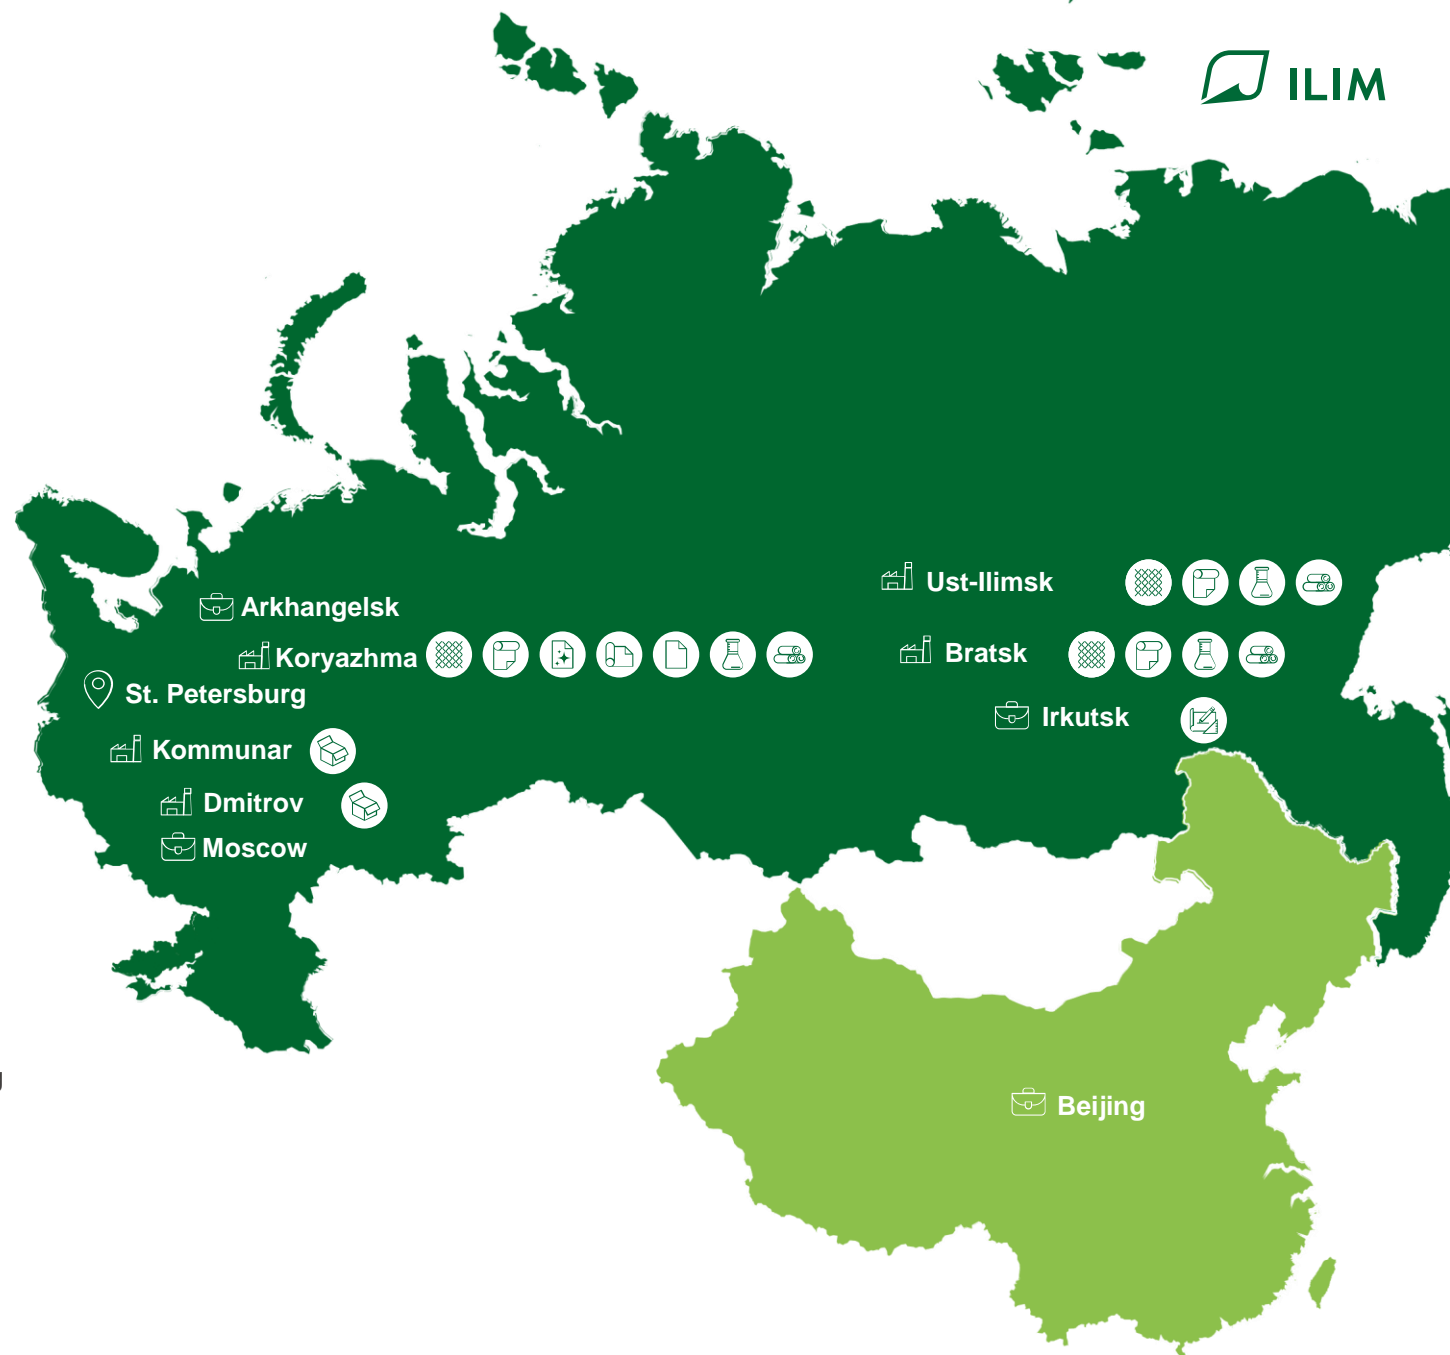 ILIM
Ust-Ilimsk
Arkhangelsk
Koryazhma
Bratsk
St. Petersburg
Irkutsk
Kommunar
Dmitrov
Moscow
Beijing